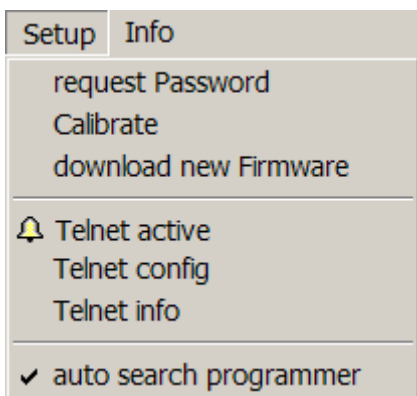 Setup Info
request Password
Calibrate
download new Firmware
Telnet active
Telnet config
Telnet info
auto search programmer